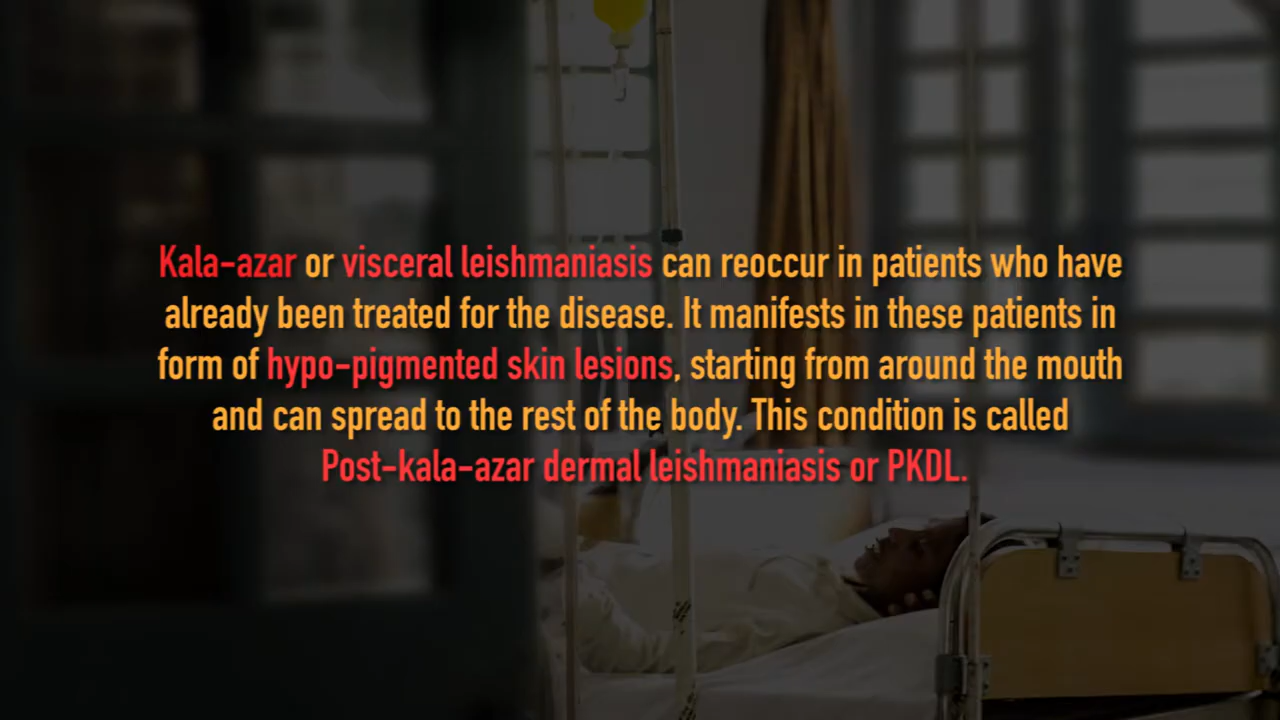 Kala-azar or visceral leishmaniasis can reoccur in patients who have
already been treated for the disease. It manifests in these patients in
form of hypo-pigmented skin lesions, starting from around the mouth
and can spread to the rest of the body. This condition is called
Post-kala-azar dermal leishmaniasis or PKDL.